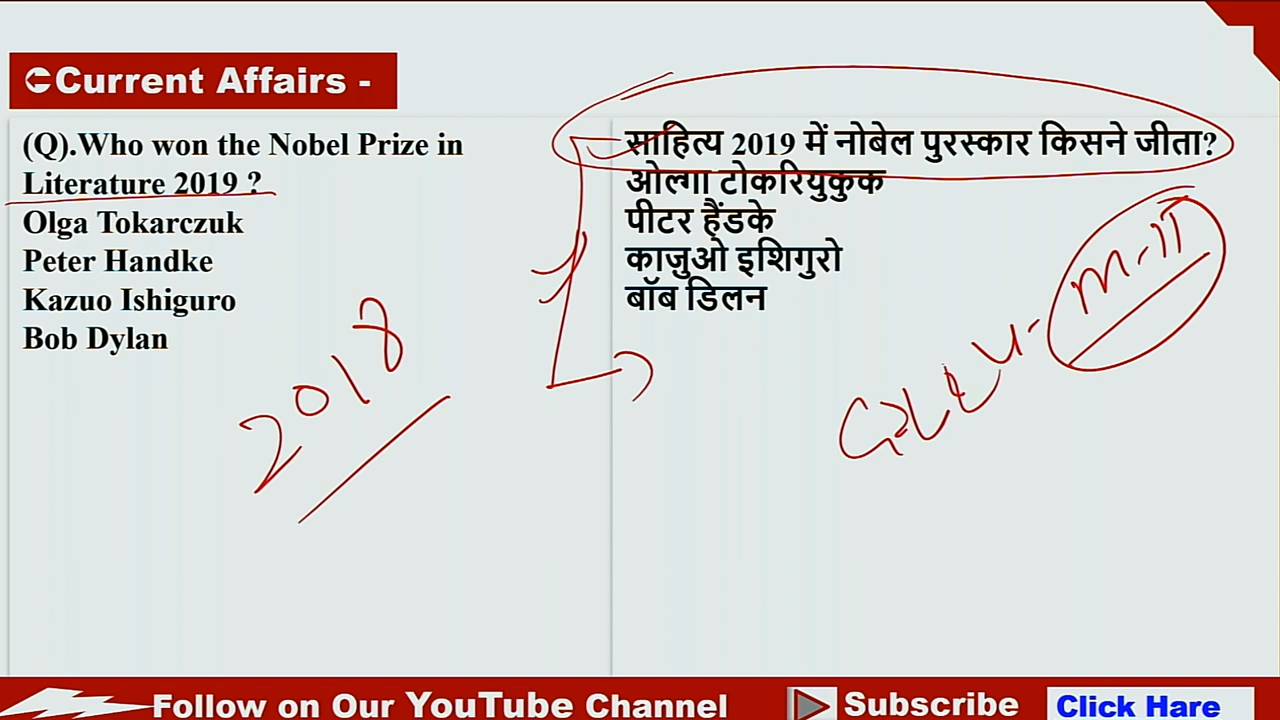 Current Affairs -
(Q).Who won the Nobel Prize in
Literature 2019 ?
Olga Tokarczuk
Peter Handke
Kazuo Ishiguro
Bob Dylan
साहित्य 2019 में नोबेल पुरस्कार किसने जीता?
ओल्गा टोकरियुकुक
पीटर हैंडके
काज़ुओ इशिगुरो
बॉब डिलन
2018
M-II
Follow on Our YouTube Channel
Subscribe
Click Hare